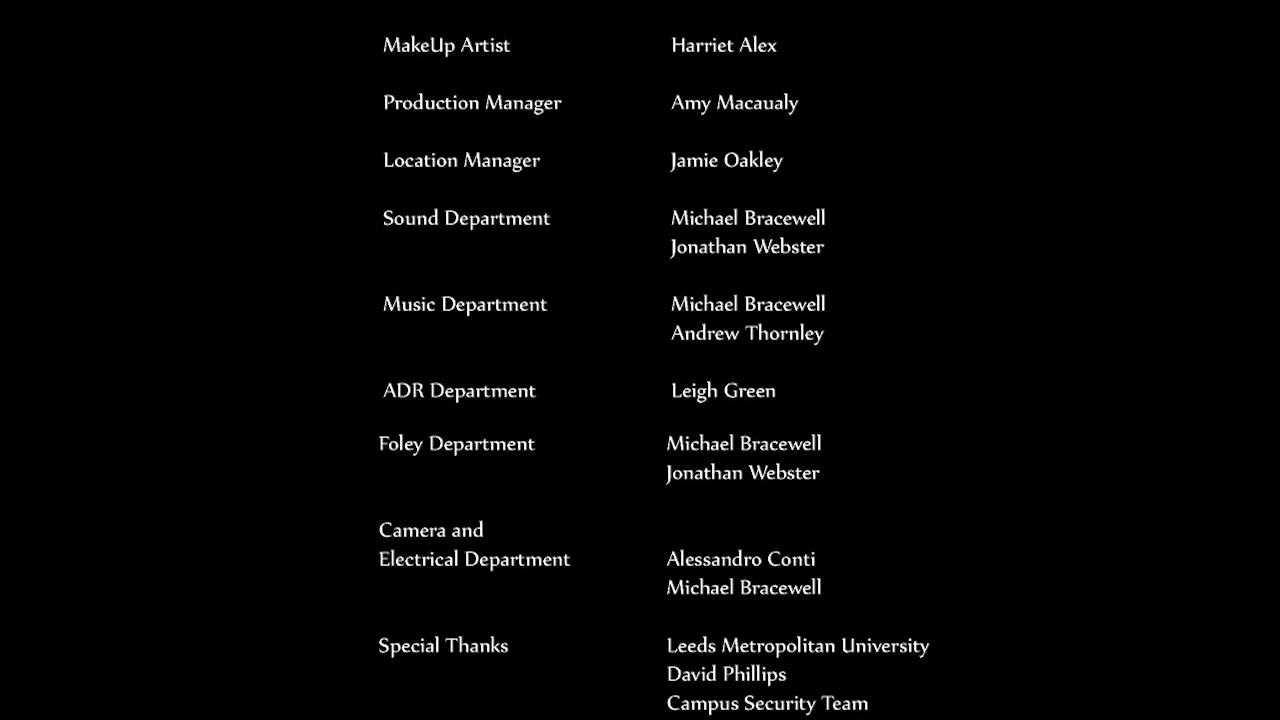 MakeUp Artist Harriet Alex
Production Manager Amy Macaualy
Location Manager Jamie Oakley
Sound Department Michael Bracewell
Jonathan Webster
Music Department Michael Bracewell
Andrew Thornley
ADR Department Leigh Green
Foley Department Michael Bracewell
Jonathan Webster
Camera and
Electrical Department Alessandro Conti
Michael Bracewell
Special Thanks Leeds Metropolitan University
David Phillips
Campus Security Team